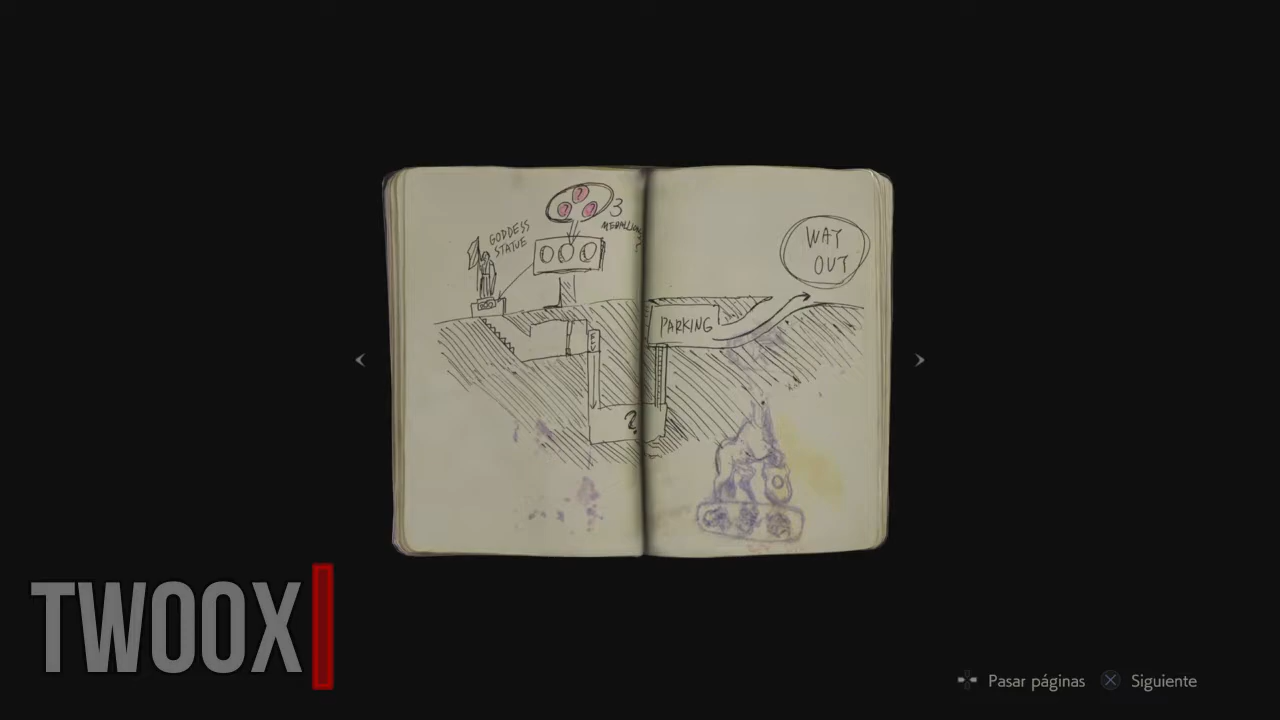 3
MEDALLIONS
?
GODDESS
STATUE
WAY
OUT
PARKING
?
TWOOX
Pasar páginas
Siguiente